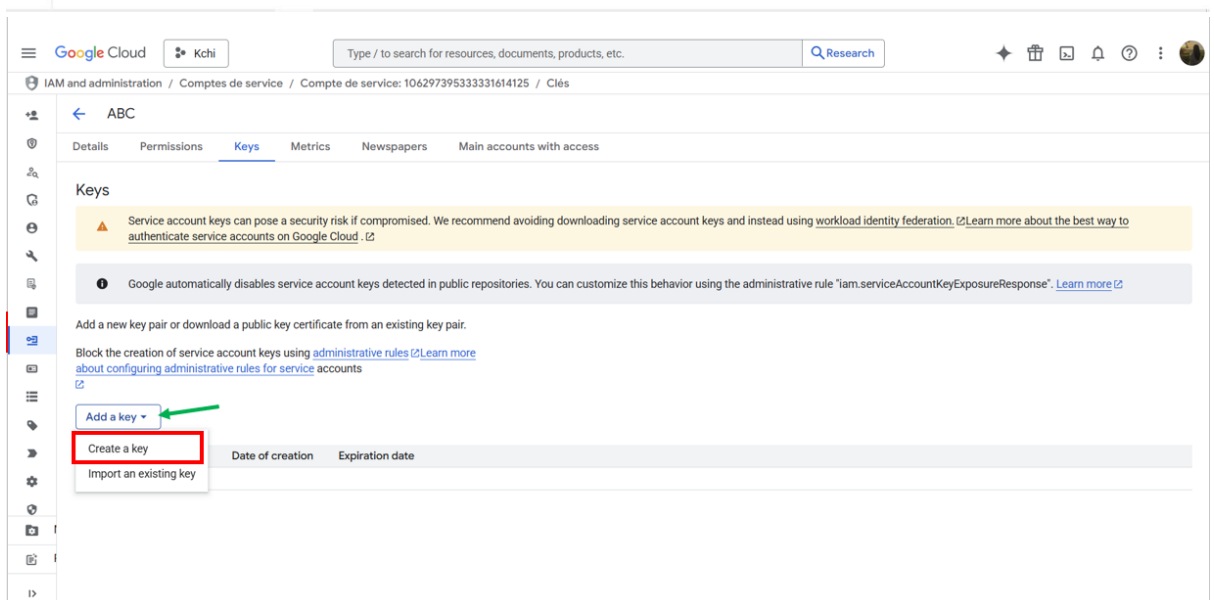 Google Cloud
Kchi
Type / to search for resources, documents, products, etc.
Research
IAM and administration / Comptes de service / Compte de service: 106297395333331614125 / Clés
ABC
Details
Permissions
Keys
Metrics
Newspapers
Main accounts with access
Keys
Service account keys can pose a security risk if compromised. We recommend avoiding downloading service account keys and instead using workload identity federation. Learn more about the best way to
authenticate service accounts on Google Cloud .
Google automatically disables service account keys detected in public repositories. You can customize this behavior using the administrative rule "iam.serviceAccountKeyExposureResponse". Learn more
Add a new key pair or download a public key certificate from an existing key pair.
Block the creation of service account keys using administrative rules Learn more
about configuring administrative rules for service accounts
Add a key
Create a key
Import an existing key
Date of creation
Expiration date